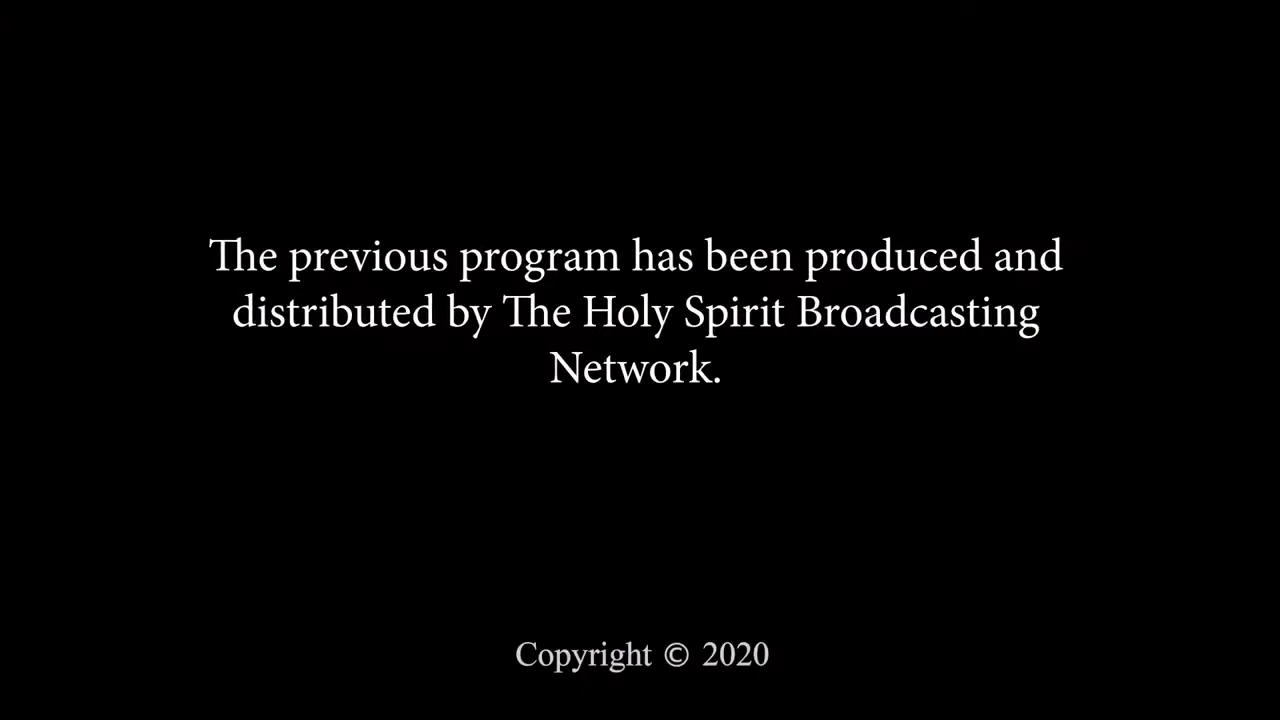 The previous program has been produced and
distributed by The Holy Spirit Broadcasting
Network.
Copyright © 2020